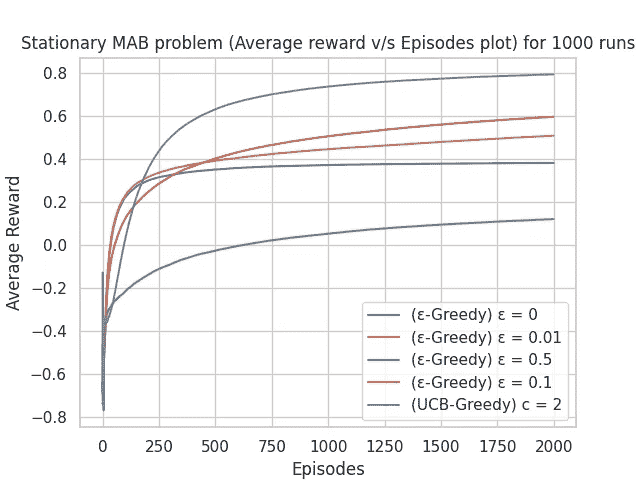 Stationary MAB problem (Average reward v/s Episodes plot) for 1000 runs
0.8
0.6
0.4
0.2
0.0
−0.2
−0.4
−0.6
−0.8
Average Reward
(ε-Greedy) ε = 0
(ε-Greedy) ε = 0.01
(ε-Greedy) ε = 0.5
(ε-Greedy) ε = 0.1
(UCB-Greedy) c = 2
0 250 500 750 1000 1250 1500 1750 2000
Episodes